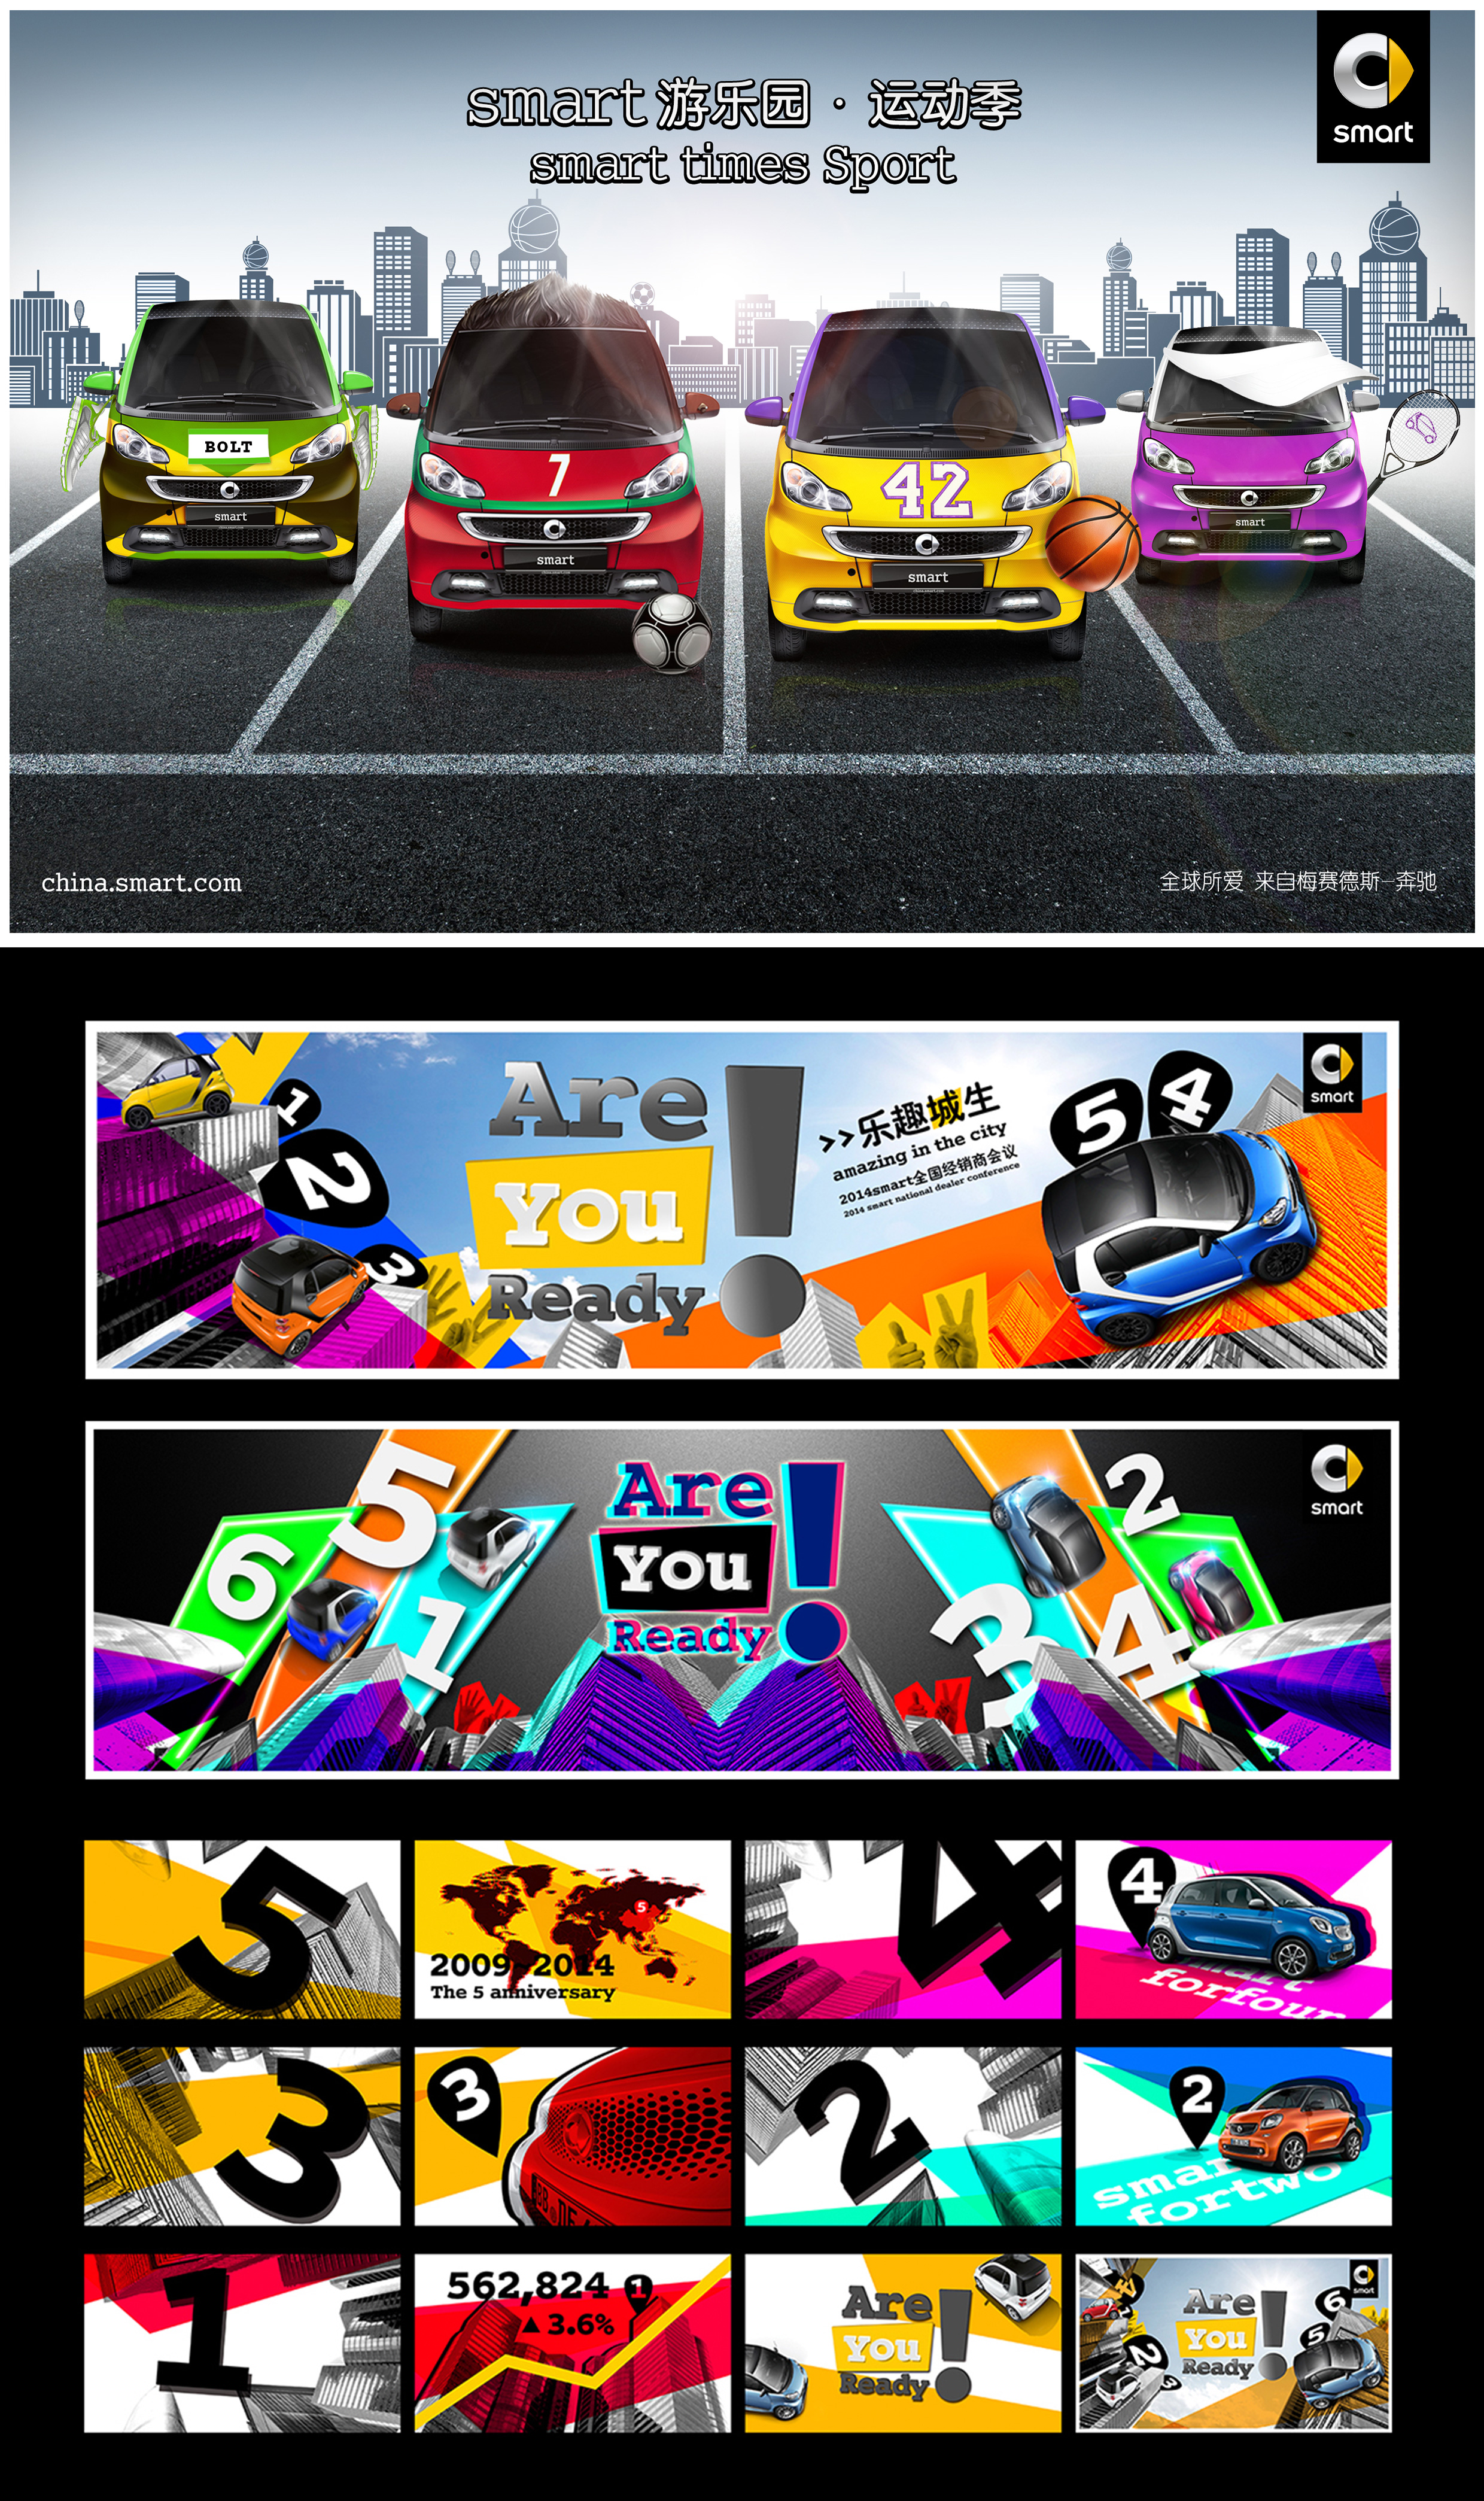 smart 游乐园 · 运动季
smart times Sport
smart
BOLT
smart
7
smart
42
smart
smart
china.smart.com
全球所爱 来自梅赛德斯-奔驰
1
2
3
Are
You
Ready
!
>>乐趣城生
amazing in the city
2014smart全国经销商会议
2014 smart national dealer conference
5
4
smart
6
5
1
Are
You
Ready
!
3
2
4
smart
5
5
2009-2014
The 5 anniversary
4
4
smart
forfour
3
3
2
2
smart
fortwo
1
562,824
1
▲3.6%
Are
You
Ready
!
4
1
2
3
Are
You
Ready
!
6
5
smart